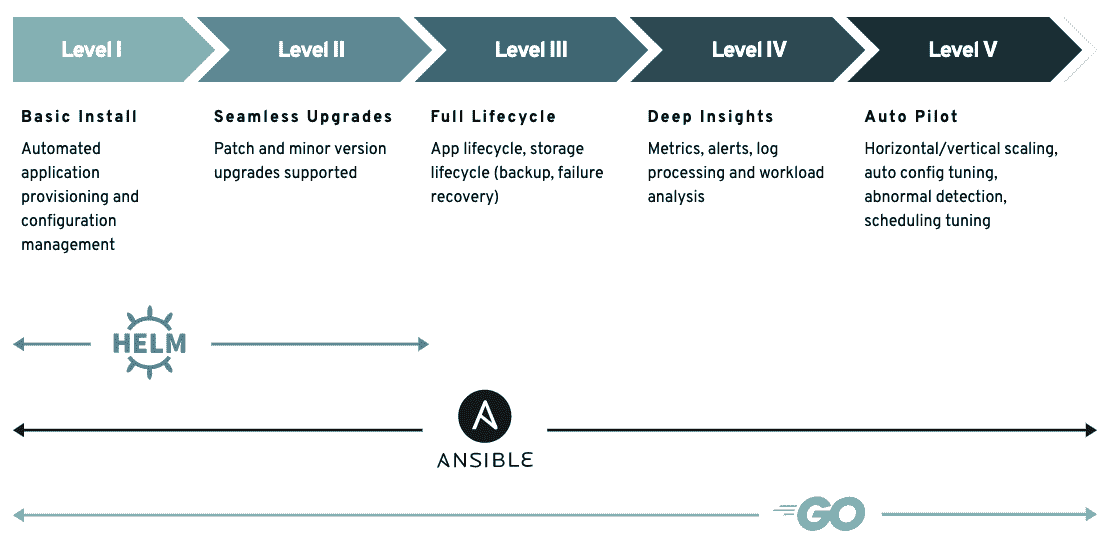 Level I
Level II
Level III
Level IV
Level V
Basic Install
Automated
application
provisioning and
configuration
management
Seamless Upgrades
Patch and minor version
upgrades supported
Full Lifecycle
App lifecycle, storage
lifecycle (backup, failure
recovery)
Deep Insights
Metrics, alerts, log
processing and workload
analysis
Auto Pilot
Horizontal/vertical scaling,
auto config tuning,
abnormal detection,
scheduling tuning
HELM
A
ANSIBLE
GO